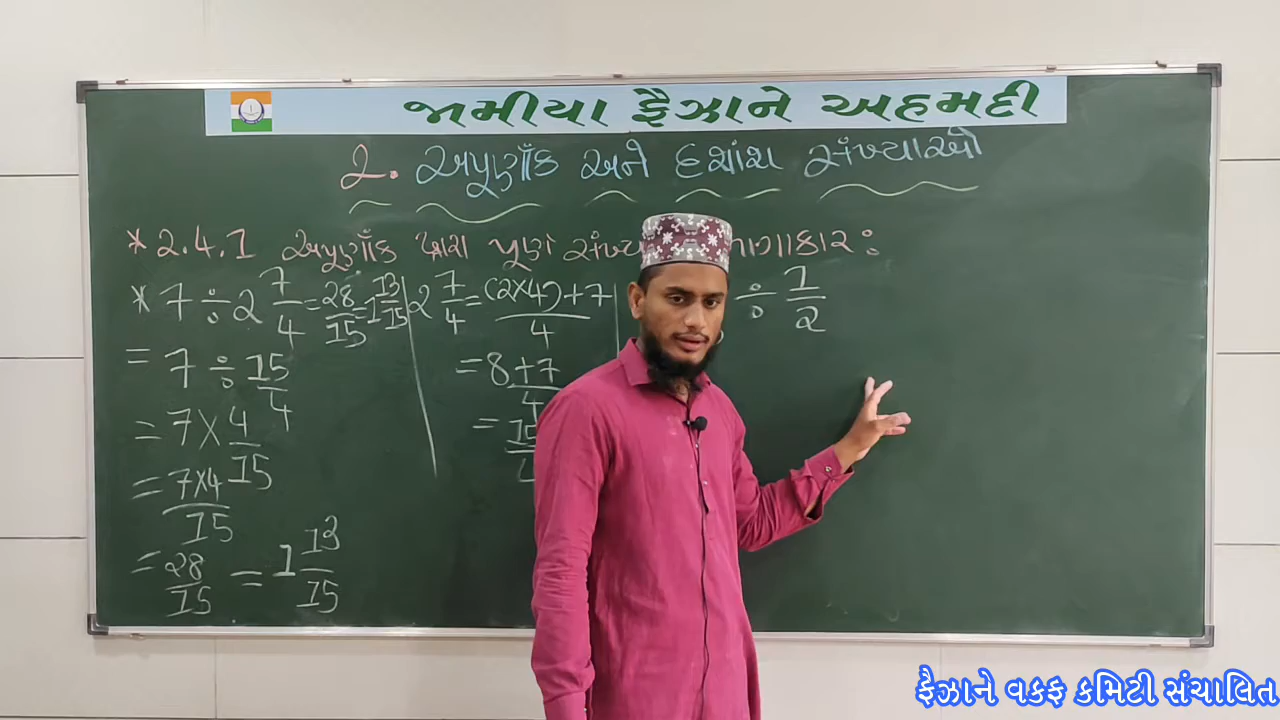 જામીયા ફૈઝાને અહમદી
2. અપૂર્ણાંક અને દશાંશ સંખ્યાઓ
* 2.4.1 અપૂર્ણાંક પૂર્ણ
* 7 ÷ 2 7/4 = 28/15 = 1 13/15
= 7 ÷ 15/4
= 7 × 4/15
= 7×4/15
= 28/15 = 1 13/15
2 7/4 = (2×4)+7/4
= 8+7/4
÷ 1/2
ફૈઝાને વકફ કમિટી સંચાલિત